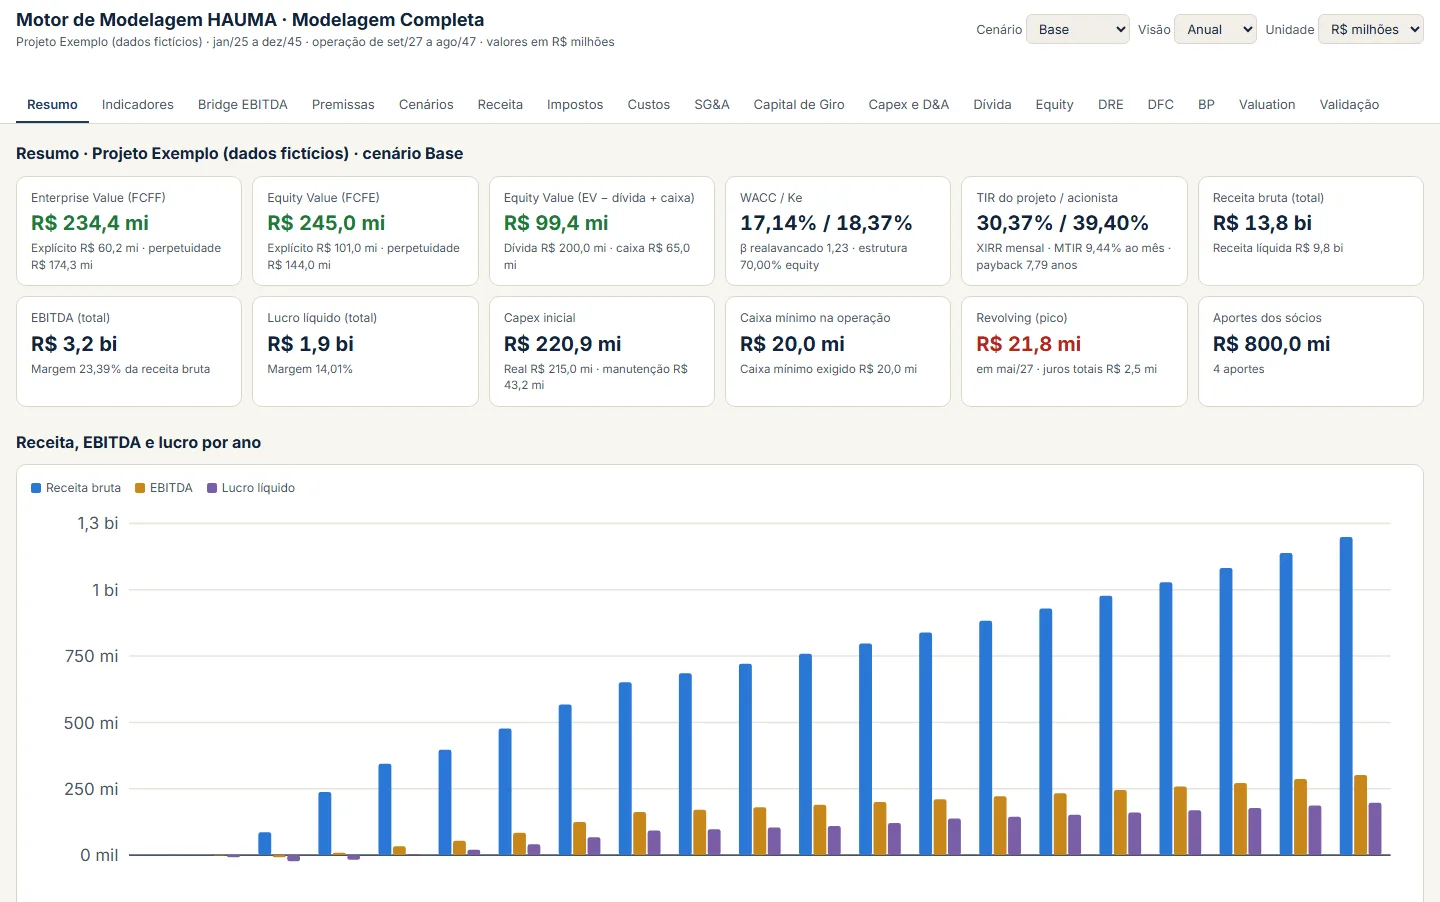 Motor de Modelagem HAUMA · Modelagem Completa
Projeto Exemplo (dados fictícios) · jan/25 a dez/45 · operação de set/27 a ago/47 · valores em R$ milhões
Cenário Base Visão Anual Unidade R$ milhões
Resumo Indicadores Bridge EBITDA Premissas Cenários Receita Impostos Custos SG&A Capital de Giro Capex e D&A Dívida Equity DRE DFC BP Valuation Validação
Resumo · Projeto Exemplo (dados fictícios) · cenário Base
Enterprise Value (FCFF)
R$ 234,4 mi
Explícito R$ 60,2 mi · perpetuidade
R$ 174,3 mi
Equity Value (FCFE)
R$ 245,0 mi
Explícito R$ 101,0 mi · perpetuidade
R$ 144,0 mi
Equity Value (EV − dívida + caixa)
R$ 99,4 mi
Dívida R$ 200,0 mi · caixa R$ 65,0
mi
WACC / Ke
17,14% / 18,37%
β realavancado 1,23 · estrutura
70,00% equity
TIR do projeto / acionista
30,37% / 39,40%
XIRR mensal · MTIR 9,44% ao mês ·
payback 7,79 anos
Receita bruta (total)
R$ 13,8 bi
Receita líquida R$ 9,8 bi
EBITDA (total)
R$ 3,2 bi
Margem 23,39% da receita bruta
Lucro líquido (total)
R$ 1,9 bi
Margem 14,01%
Capex inicial
R$ 220,9 mi
Real R$ 215,0 mi · manutenção R$
43,2 mi
Caixa mínimo na operação
R$ 20,0 mi
Caixa mínimo exigido R$ 20,0 mi
Revolving (pico)
R$ 21,8 mi
em mai/27 · juros totais R$ 2,5 mi
Aportes dos sócios
R$ 800,0 mi
4 aportes
Receita, EBITDA e lucro por ano
Receita bruta EBITDA Lucro líquido
1,3 bi
1 bi
750 mi
500 mi
250 mi
0 mil